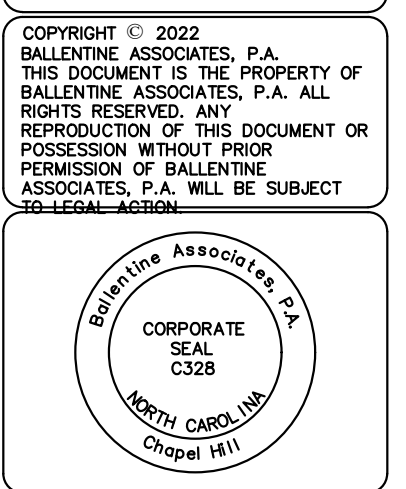 COPYRIGHT © 2022
BALLENTINE ASSOCIATES, P.A.
THIS DOCUMENT IS THE PROPERTY OF
BALLENTINE ASSOCIATES, P.A. ALL
RIGHTS RESERVED. ANY
REPRODUCTION OF THIS DOCUMENT OR
POSSESSION WITHOUT PRIOR
PERMISSION OF BALLENTINE
ASSOCIATES, P.A. WILL BE SUBJECT
TO LEGAL ACTION.
Ballentine Associates, P.A.
CORPORATE
SEAL
C328
NORTH CAROLINA
Chapel Hill